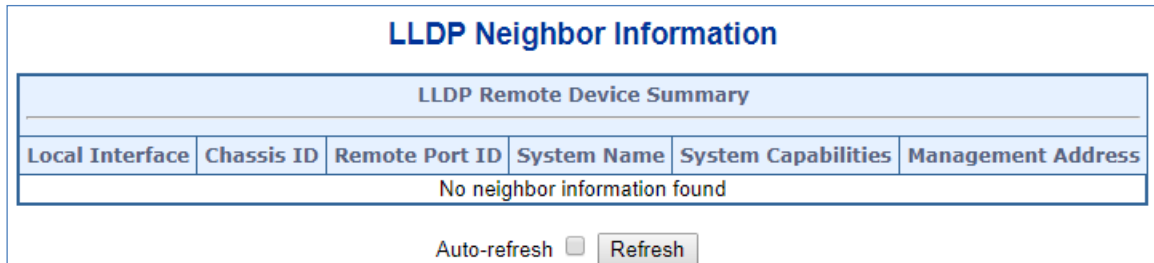 LLDP Neighbor Information
LLDP Remote Device Summary
Local Interface Chassis ID Remote Port ID System Name System Capabilities Management Address
No neighbor information found
Auto-refresh Refresh